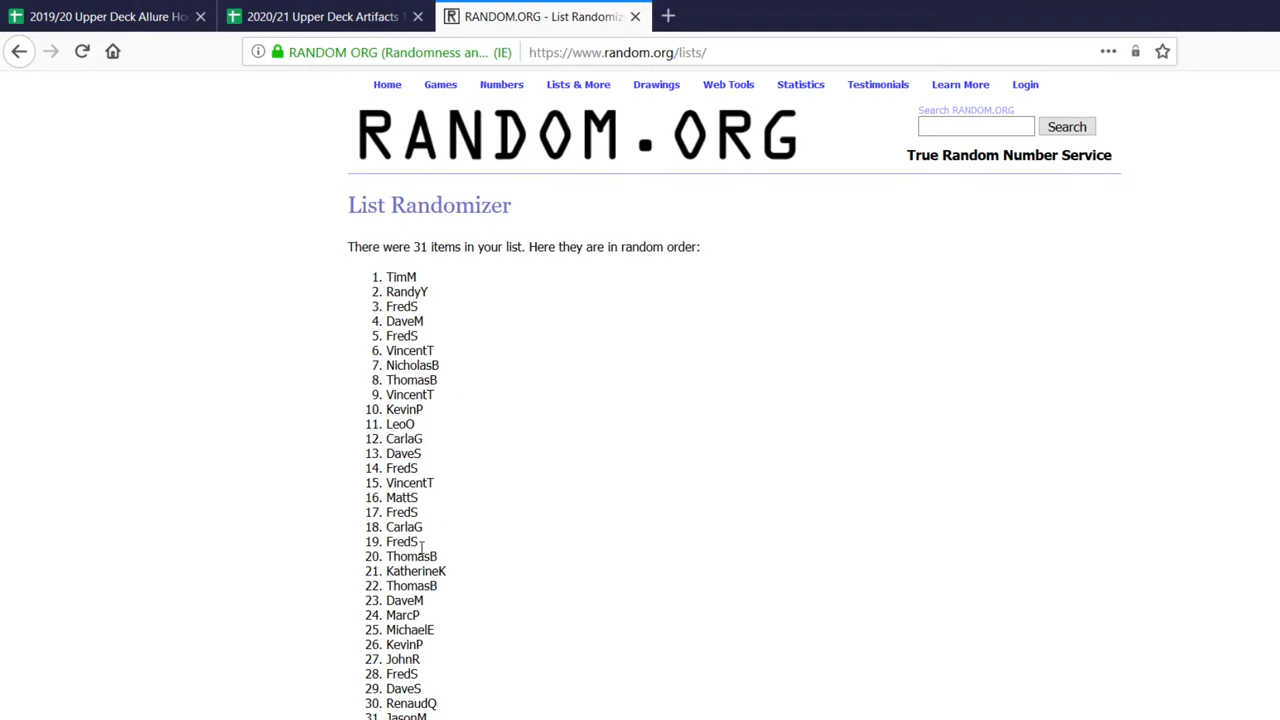 2019/20 Upper Deck Allure Ho
2020/21 Upper Deck Artifacts
RANDOM.ORG - List Randomiz
RANDOM ORG (Randomness an... (IE)
https://www.random.org/lists/
Home Games Numbers Lists & More Drawings Web Tools Statistics Testimonials Learn More Login
Search RANDOM.ORG
RANDOM.ORG
Search
True Random Number Service
List Randomizer
There were 31 items in your list. Here they are in random order:
1. TimM
2. RandyY
3. FredS
4. DaveM
5. FredS
6. VincentT
7. NicholasB
8. ThomasB
9. VincentT
10. KevinP
11. LeoO
12. CarlaG
13. DaveS
14. FredS
15. VincentT
16. MattS
17. FredS
18. CarlaG
19. FredS
20. ThomasB
21. KatherineK
22. ThomasB
23. DaveM
24. MarcP
25. MichaelE
26. KevinP
27. JohnR
28. FredS
29. DaveS
30. RenaudQ
31. JasonM